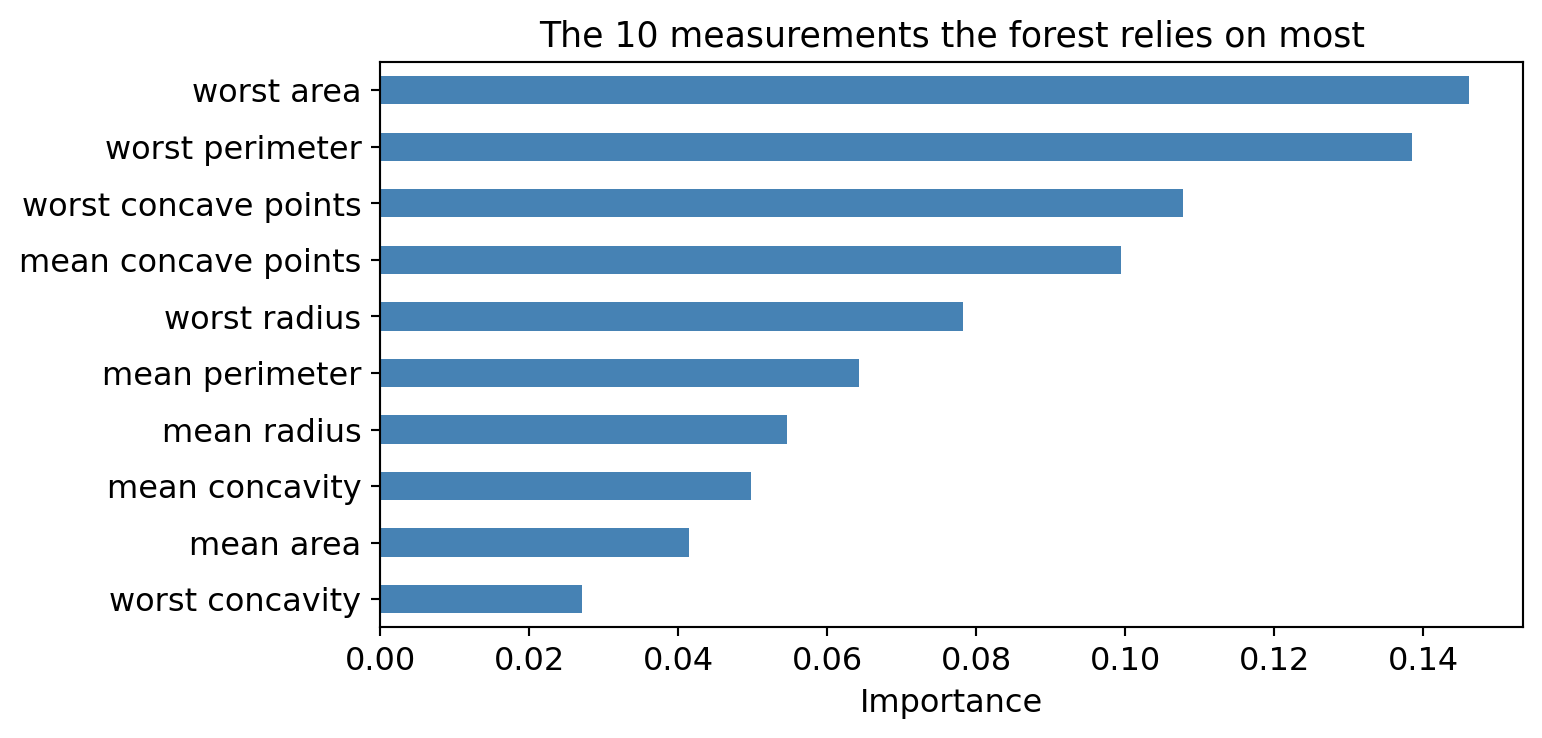 The 10 measurements the forest relies on most
worst area
worst perimeter
worst concave points
mean concave points
worst radius
mean perimeter
mean radius
mean concavity
mean area
worst concavity
0.00 0.02 0.04 0.06 0.08 0.10 0.12 0.14
Importance